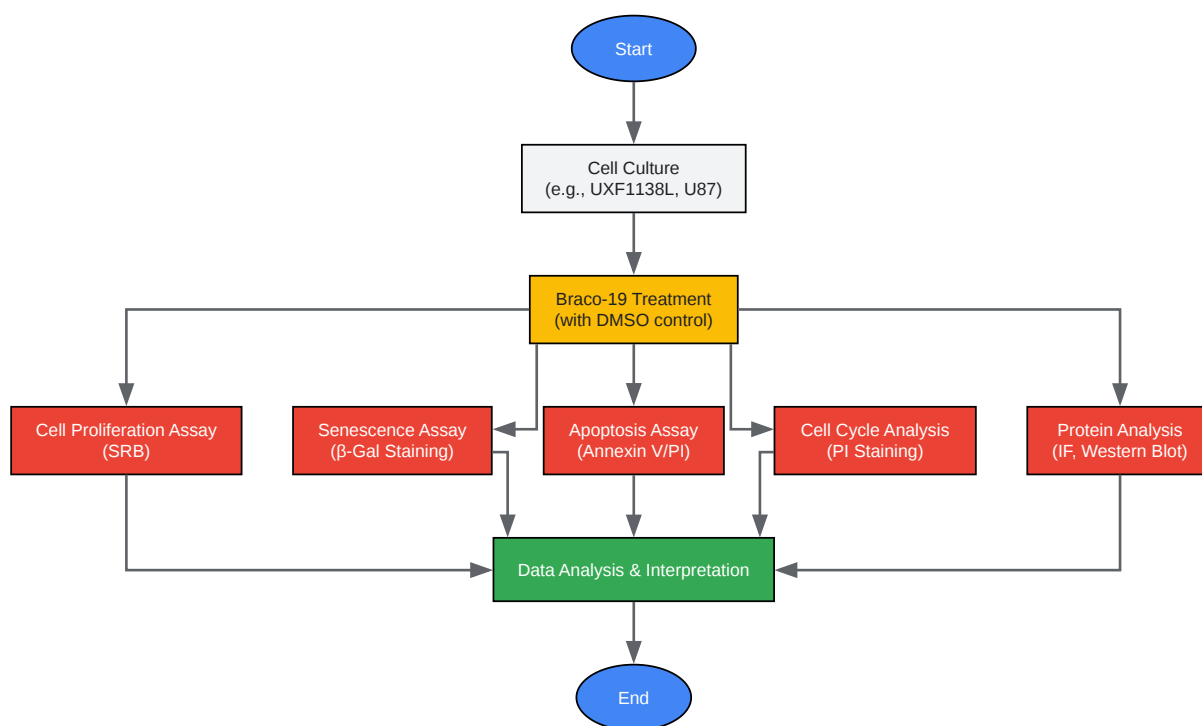 Start
Cell Culture
(e.g., UXF1138L, U87)
Braco-19 Treatment
(with DMSO control)
Cell Proliferation Assay
(SRB)
Senescence Assay
(β-Gal Staining)
Apoptosis Assay
(Annexin V/PI)
Cell Cycle Analysis
(PI Staining)
Protein Analysis
(IF, Western Blot)
Data Analysis & Interpretation
End